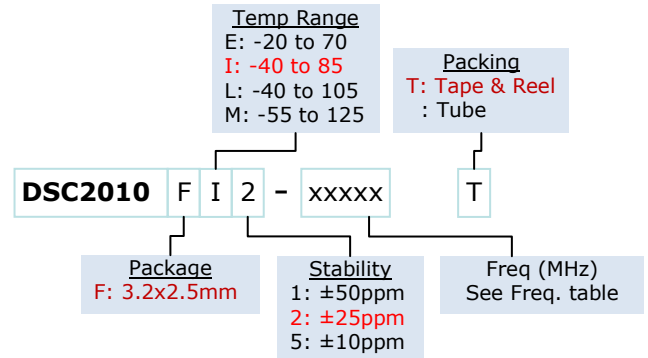 Temp Range
E: -20 to 70
I: -40 to 85
L: -40 to 105
M: -55 to 125
Packing
T: Tape & Reel
: Tube
DSC2010 F I 2 - xxxxx T
Package
F: 3.2x2.5mm
Stability
1: ±50ppm
2: ±25ppm
5: ±10ppm
Freq (MHz)
See Freq. table